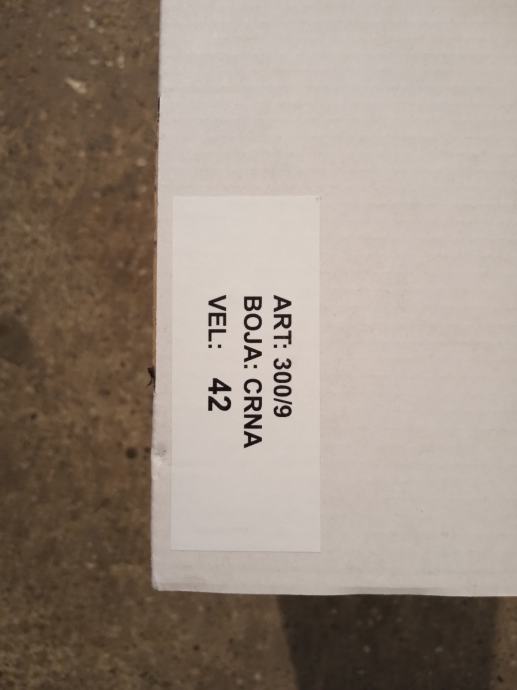 ART: 300/9
BOJA: CRNA
VEL: 42